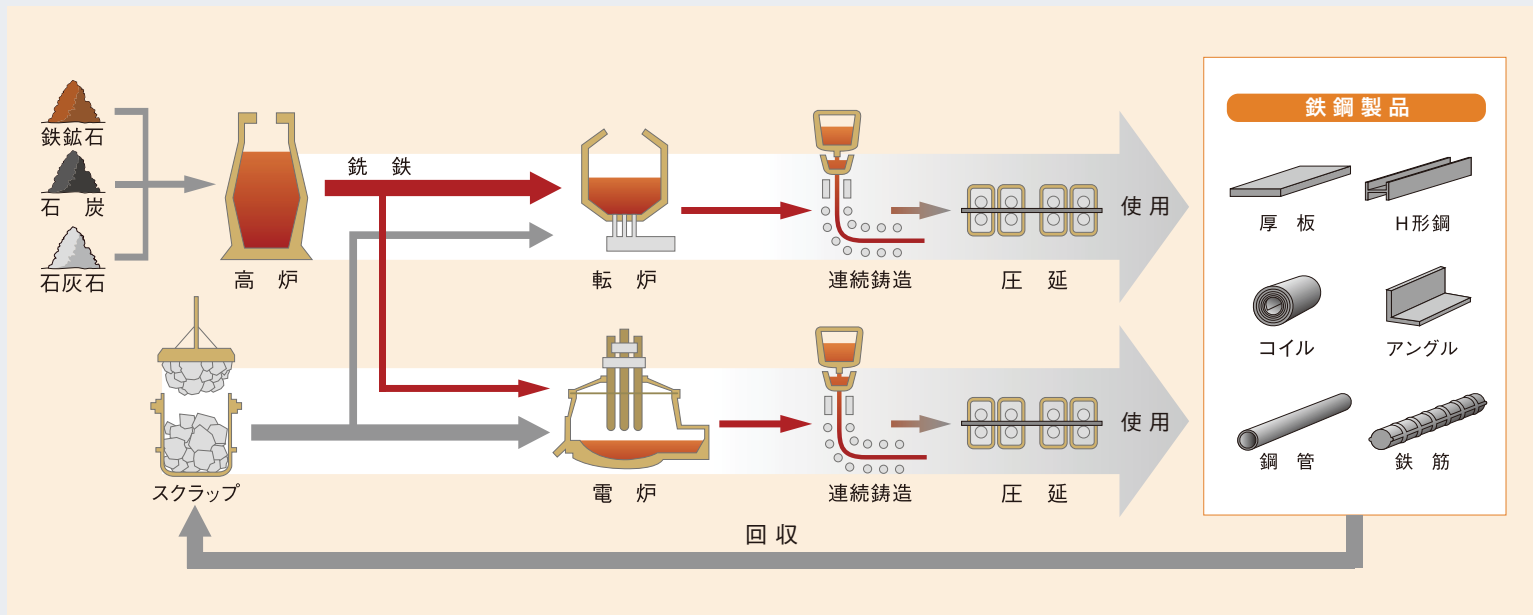 鉄鉱石
石炭
石灰石
高炉
銑鉄
転炉
連続鋳造
圧延
使用
スクラップ
電炉
連続鋳造
圧延
使用
回収
鉄鋼製品
厚板
H形鋼
コイル
アングル
鋼管
鉄筋